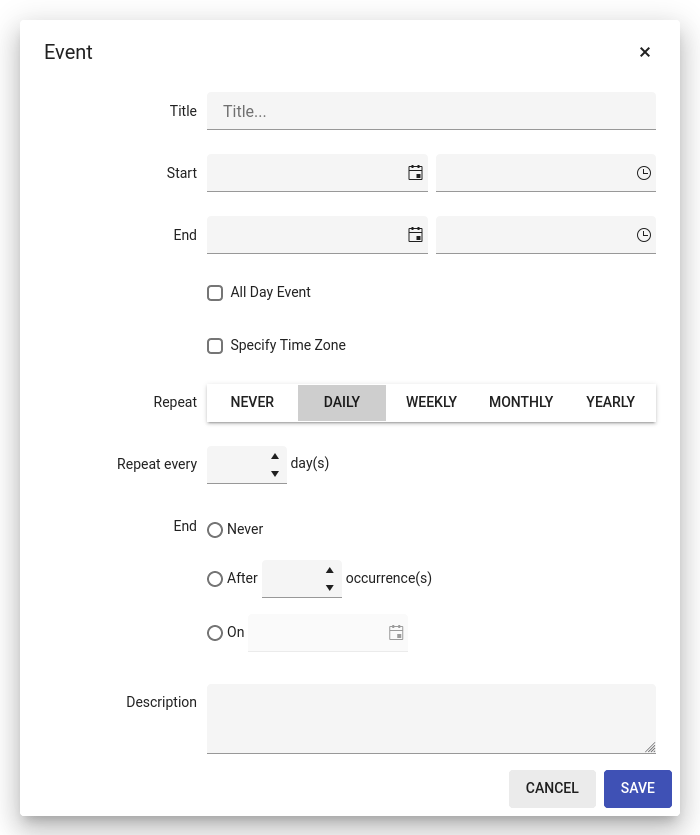 Event ×
Title Title...
Start
End
All Day Event
Specify Time Zone
Repeat NEVER DAILY WEEKLY MONTHLY YEARLY
Repeat every day(s)
End Never
After occurrence(s)
On
Description
CANCEL SAVE